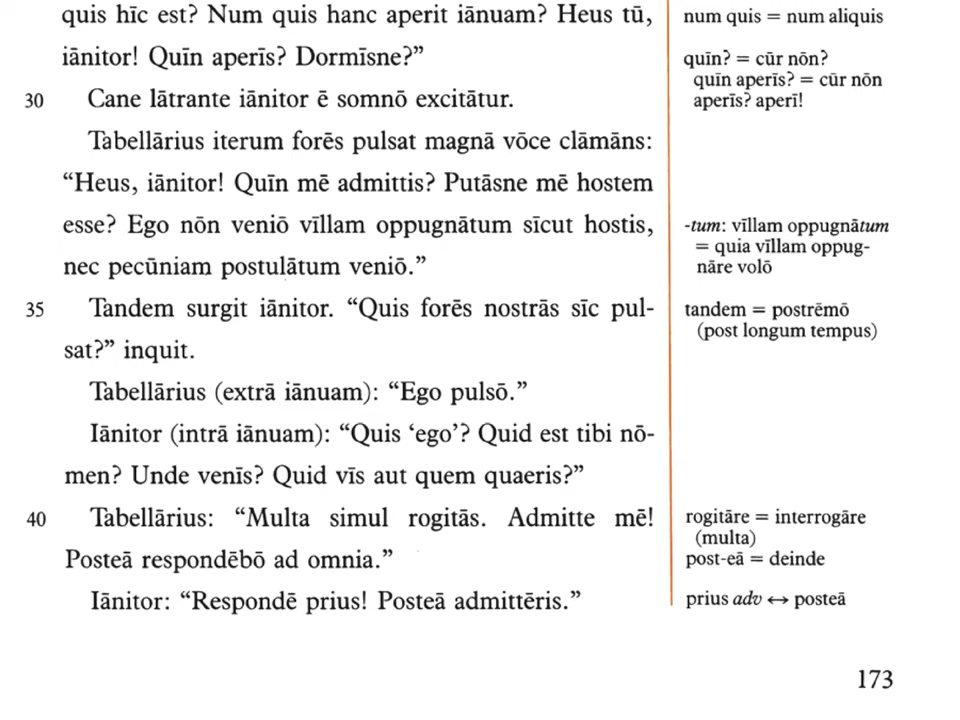 quis hīc est? Num quis hanc aperit iānuam? Heus tū,
iānitor! Quīn aperīs? Dormīsne?”
30 Cane lātrante iānitor ē somnō excitātur.
Tabellārius iterum forēs pulsat magnā vōce clāmāns:
“Heus, iānitor! Quīn mē admittis? Putāsne mē hostem
esse? Ego nōn veniō vīllam oppugnātum sīcut hostis,
nec pecūniam postulātum veniō.”
35 Tandem surgit iānitor. “Quis forēs nostrās sīc pul-
sat?” inquit.
Tabellārius (extrā iānuam): “Ego pulsō.”
Iānitor (intrā iānuam): “Quis ‘ego’? Quid est tibi nō-
men? Unde venīs? Quid vīs aut quem quaeris?”
40 Tabellārius: “Multa simul rogitās. Admitte mē!
Posteā respondēbō ad omnia.”
Iānitor: “Respondē prius! Posteā admittēris.”
num quis = num aliquis
quīn? = cūr nōn?
quīn aperīs? = cūr nōn
aperīs? aperī!
-tum: vīllam oppugnātum
= quia vīllam oppug-
nāre volō
tandem = postrēmō
(post longum tempus)
rogitāre = interrogāre
(multa)
post-eā = deinde
prius adv ↔ posteā
173